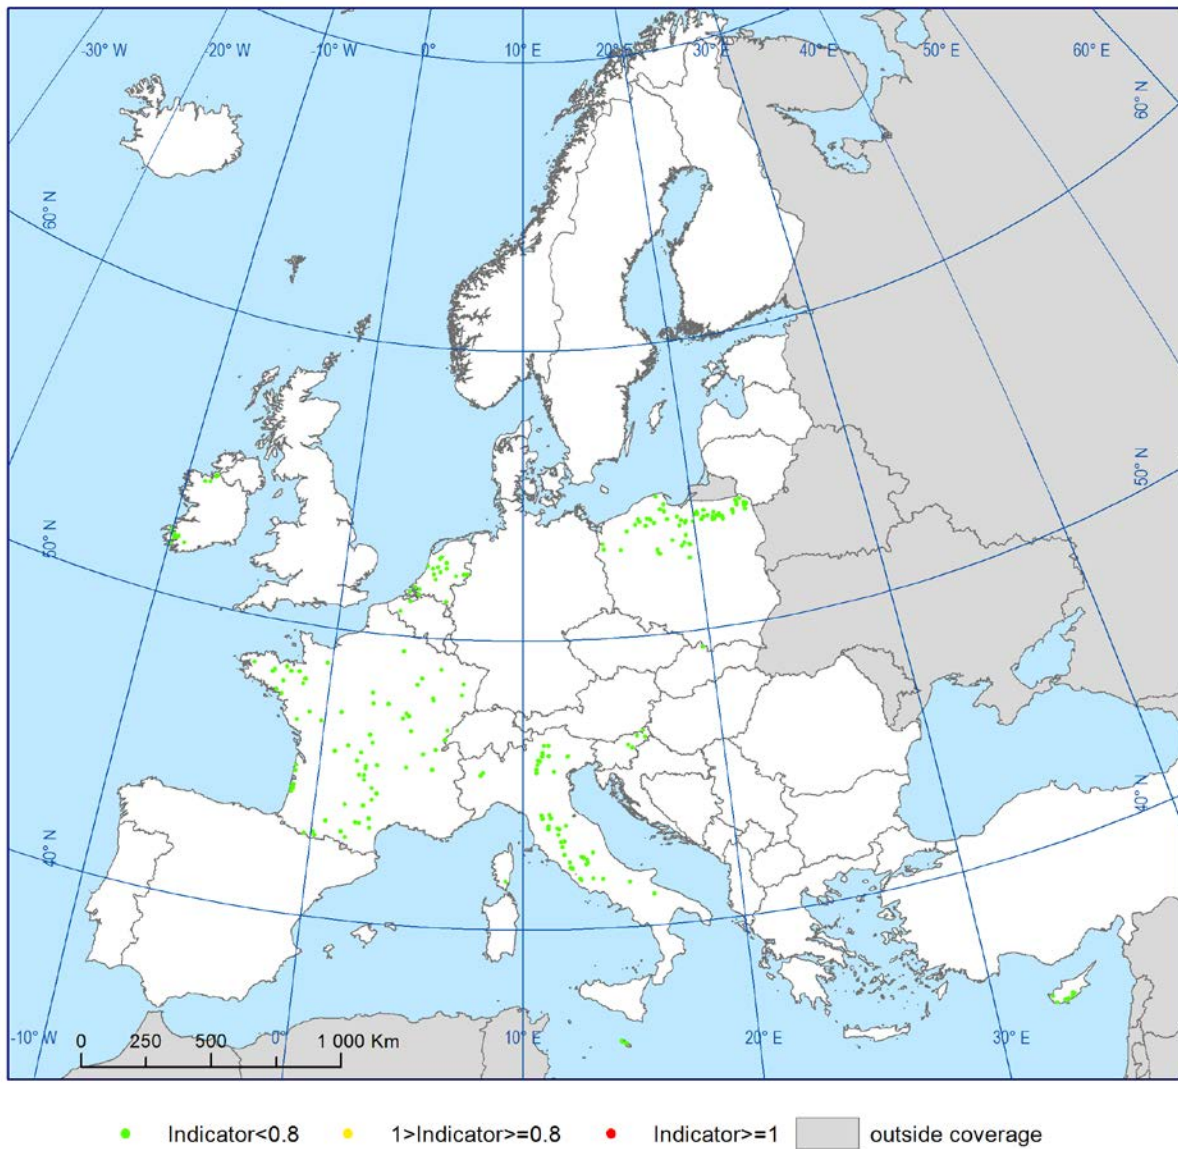 -30° W -20° W -10° W 0° 10° E 20° E 30° E 40° E 50° E 60° E
60° N
60° N
50° N
50° N
40° N
40° N
-10° W 0° 10° E 20° E 30° E
0 250 500 1 000 Km
Indicator<0.8 1>Indicator>=0.8 Indicator>=1 outside coverage